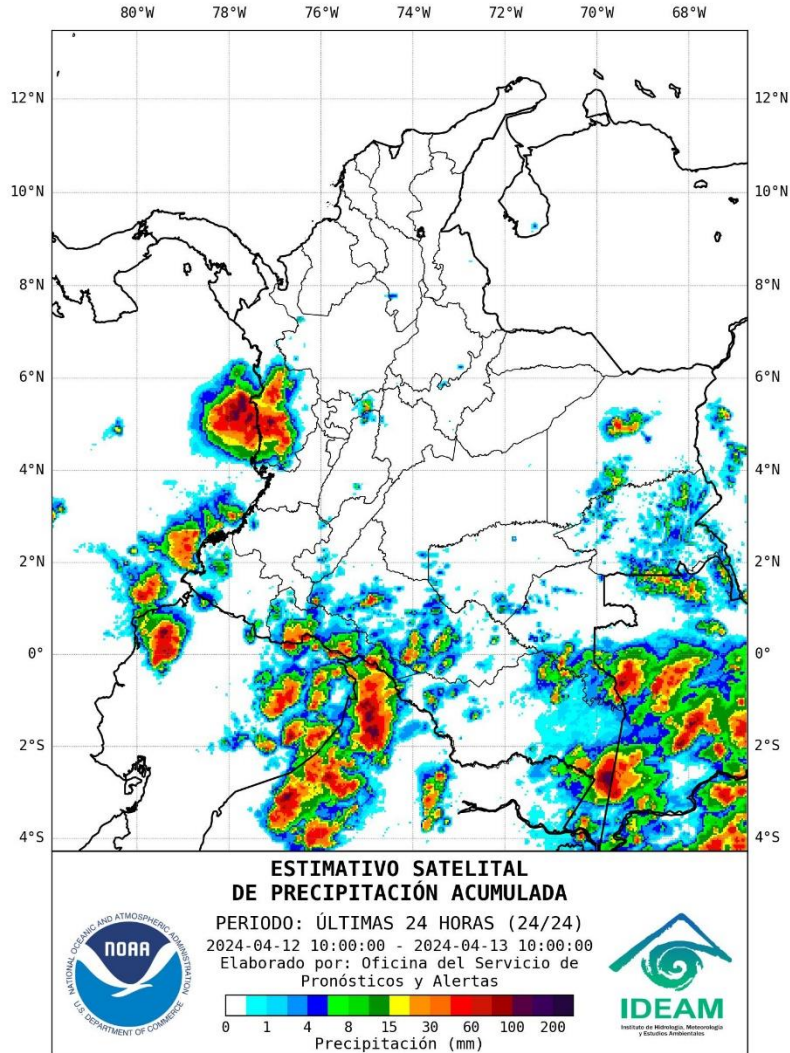 80°W 78°W 76°W 74°W 72°W 70°W 68°W
12°N 12°N
10°N 10°N
8°N 8°N
6°N 6°N
4°N 4°N
2°N 2°N
0° 0°
2°S 2°S
4°S 4°S
ESTIMATIVO SATELITAL
DE PRECIPITACIÓN ACUMULADA
PERIODO: ÚLTIMAS 24 HORAS (24/24)
2024-04-12 10:00:00 - 2024-04-13 10:00:00
Elaborado por: Oficina del Servicio de
Pronósticos y Alertas
0 1 4 8 15 30 60 100 200
Precipitación (mm)
NATIONAL OCEANIC AND ATMOSPHERIC ADMINISTRATION
NOAA
U.S. DEPARTMENT OF COMMERCE
IDEAM
Instituto de Hidrología, Meteorología
y Estudios Ambientales